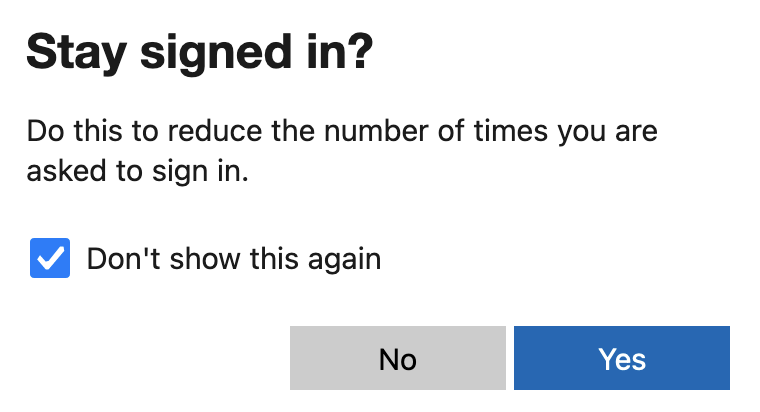 Stay signed in?
Do this to reduce the number of times you are
asked to sign in.
Don't show this again
No
Yes